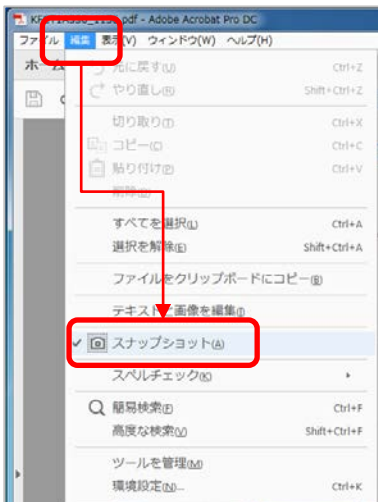 .pdf - Adobe Acrobat Pro DC
編集 表示(V) ウィンドウ(W) ヘルプ(H)
元に戻す(U) Ctrl+Z
やり直し(R) Shift+Ctrl+Z
切り取り(T) Ctrl+X
コピー(C) Ctrl+C
貼り付け(P) Ctrl+V
すべてを選択(L) Ctrl+A
選択を解除(E) Shift+Ctrl+A
ファイルをクリップボードにコピー(B)
テキストと画像を編集(I)
スナップショット(A)
スペルチェック(K)
簡易検索(F) Ctrl+F
高度な検索(V) Shift+Ctrl+F
ツールを管理(M)
環境設定(N)... Ctrl+K